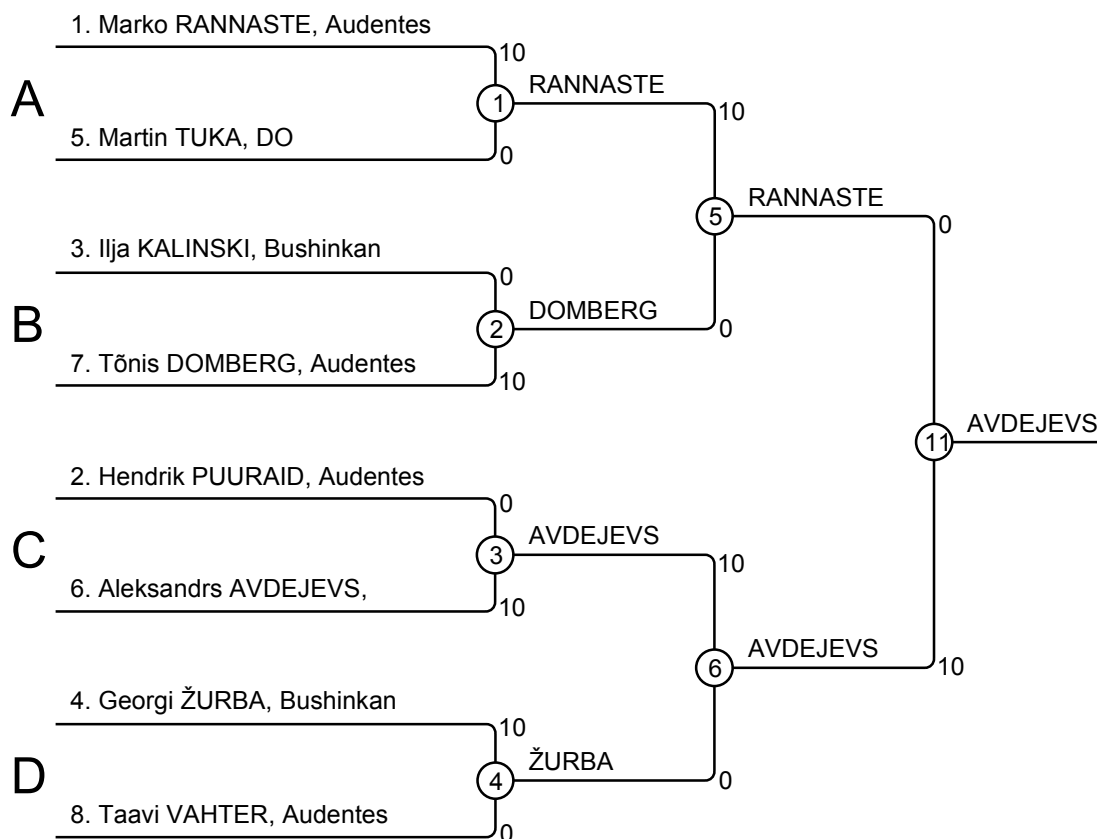 1. Marko RANNASTE, Audentes
10
A
1
RANNASTE
10
5. Martin TUKA, DO
0
5
RANNASTE
0
3. Ilja KALINSKI, Bushinkan
0
B
2
DOMBERG
0
7. Tõnis DOMBERG, Audentes
10
11
AVDEJEVS
2. Hendrik PUURAID, Audentes
0
C
3
AVDEJEVS
10
6. Aleksandrs AVDEJEVS,
10
6
AVDEJEVS
10
4. Georgi ŽURBA, Bushinkan
10
D
4
ŽURBA
0
8. Taavi VAHTER, Audentes
0